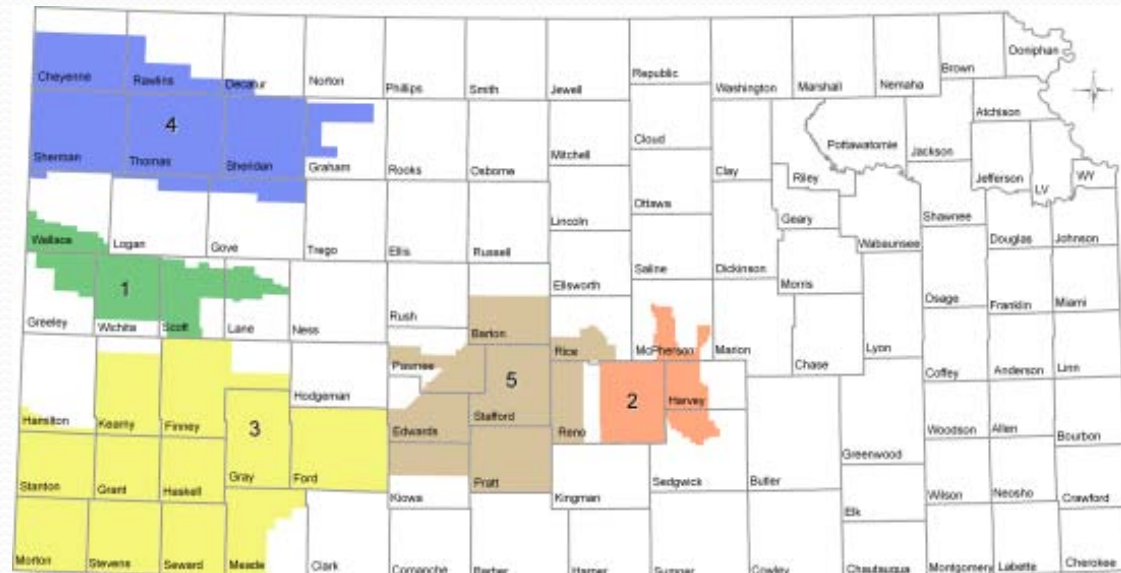 Doniphan
Brown
Cheyenne Rawlins Decatur Norton Phillips Smith Jewell Republic Washington Marshall Nemaha
Atchison
4
Cloud
Pottawatomie
Jackson
Sherman Thomas Sheridan Graham Rooks Osborne Mitchell
Clay
Riley
Jefferson
LV
WY
Ottawa
Geary
Shawnee
Wallace Logan Gove Trego Ellis Russell Lincoln
Wabaunsee
Douglas Johnson
Saline Dickinson
Morris
1
Ellsworth
Osage Franklin Miami
Greeley Wichita Scott Lane Ness Rush
Barton
Rice McPherson Marion
Chase
Lyon
Pawnee
5
Coffey Anderson Linn
Hodgeman
2
Harvey
Hamilton Kearny Finney
3
Stafford
Edwards
Reno
Woodson Allen Bourbon
Greenwood
Stanton Grant Haskell Gray Ford
Kiowa
Pratt
Kingman
Sedgwick Butler
Wilson Neosho Crawford
Elk
Morton Stevens Seward Meade Clark Comanche Barber Harper Sumner Cowley Chautauqua Montgomery Labette Cherokee